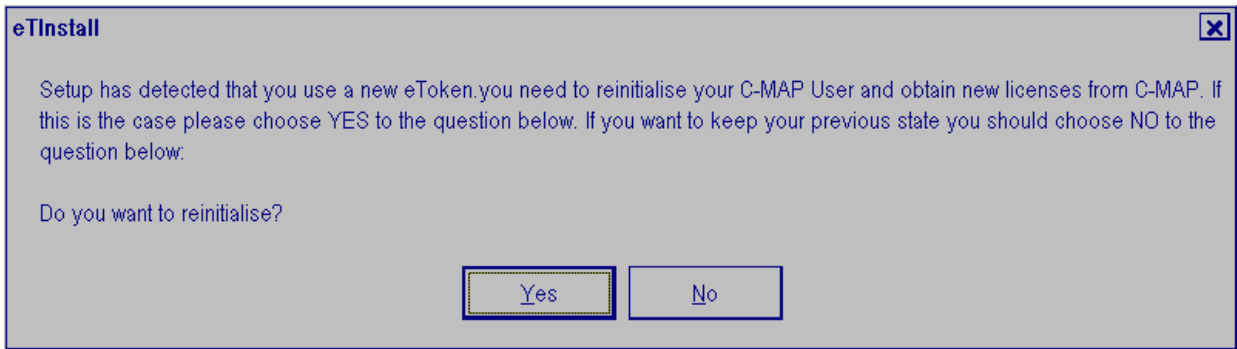 eTInstall
Setup has detected that you use a new eToken.you need to reinitialise your C-MAP User and obtain new licenses from C-MAP. If
this is the case please choose YES to the question below. If you want to keep your previous state you should choose NO to the
question below:
Do you want to reinitialise?
Yes No